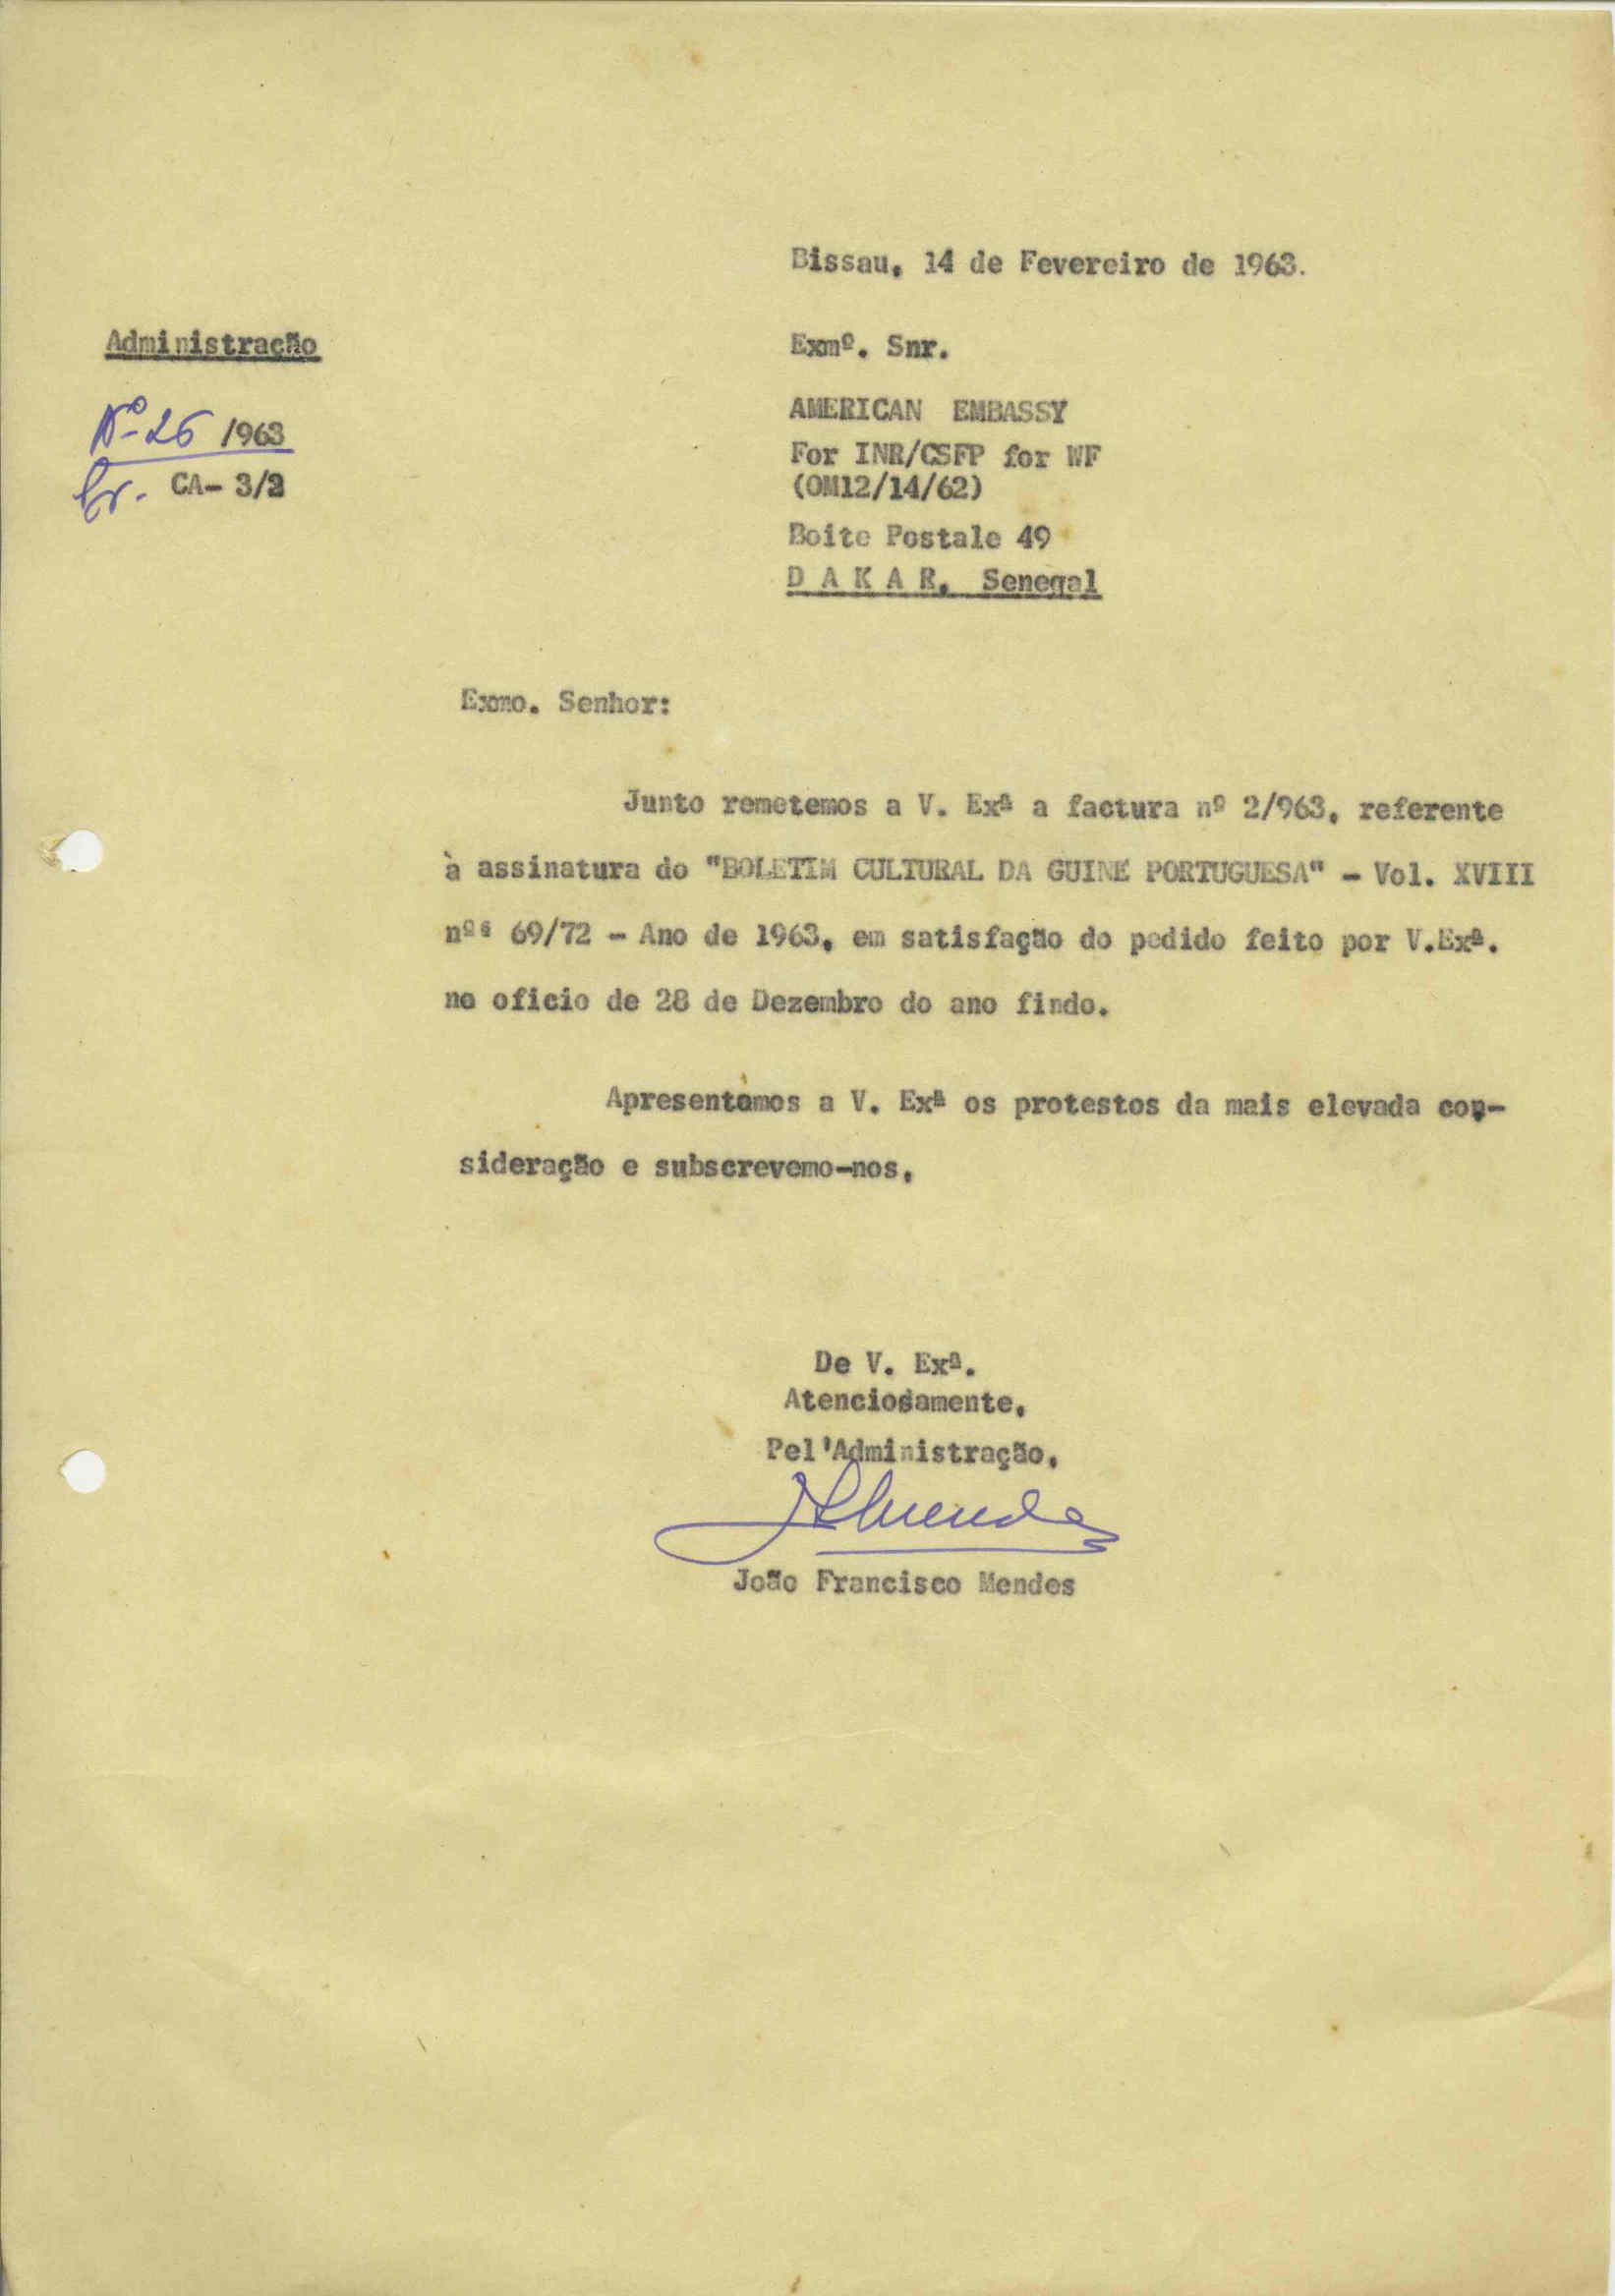 Bissau, 14 de Fevereiro de 1963.
Administração
Nº 26 /963
CA- 3/3
Exmº. Snr.
AMERICAN EMBASSY
For INR/CSFP for WF
(OM12/14/62)
Boite Postale 49
D A K A R, Senegal
Exmo. Senhor:
Junto remetemos a V. Exª a factura nº 2/963, referente
à assinatura do "BOLETIM CULTURAL DA GUINÉ PORTUGUESA" - Vol. XVIII
nºs 69/72 - Ano de 1963, em satisfação do pedido feito por V.Exª.
no oficio de 28 de Dezembro do ano findo.
Apresentamos a V. Exª os protestos da mais elevada con-
sideração e subscrevemo-nos,
De V. Exª.
Atenciosamente,
Pel'Administração,
João Francisco Mendes